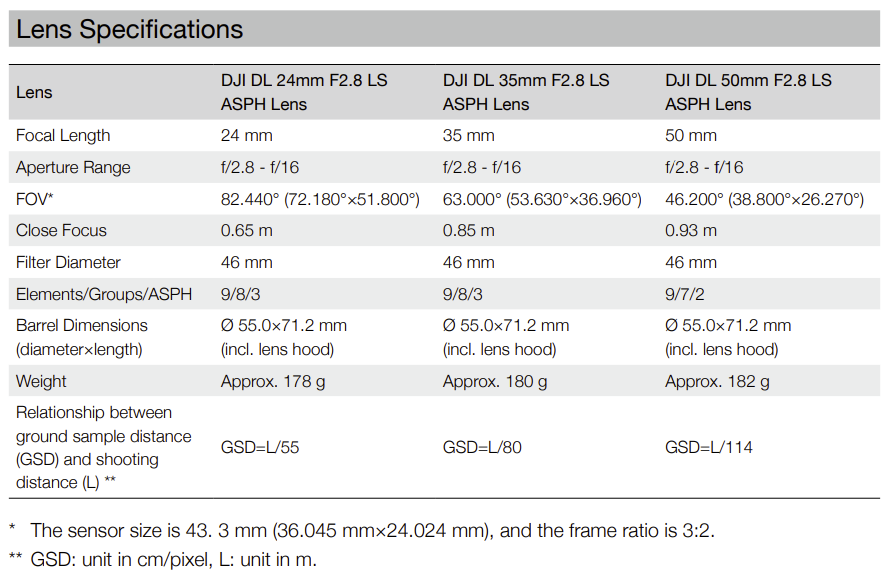 Lens Specifications
Lens
DJI DL 24mm F2.8 LS
ASPH Lens
DJI DL 35mm F2.8 LS
ASPH Lens
DJI DL 50mm F2.8 LS
ASPH Lens
Focal Length 24 mm 35 mm 50 mm
Aperture Range f/2.8 - f/16 f/2.8 - f/16 f/2.8 - f/16
FOV* 82.440° (72.180°×51.800°) 63.000° (53.630°×36.960°) 46.200° (38.800°×26.270°)
Close Focus 0.65 m 0.85 m 0.93 m
Filter Diameter 46 mm 46 mm 46 mm
Elements/Groups/ASPH 9/8/3 9/8/3 9/7/2
Barrel Dimensions
(diameter×length)
Ø 55.0×71.2 mm
(incl. lens hood)
Ø 55.0×71.2 mm
(incl. lens hood)
Ø 55.0×71.2 mm
(incl. lens hood)
Weight Approx. 178 g Approx. 180 g Approx. 182 g
Relationship between
ground sample distance
(GSD) and shooting
distance (L) **
GSD=L/55 GSD=L/80 GSD=L/114
* The sensor size is 43. 3 mm (36.045 mm×24.024 mm), and the frame ratio is 3:2.
** GSD: unit in cm/pixel, L: unit in m.